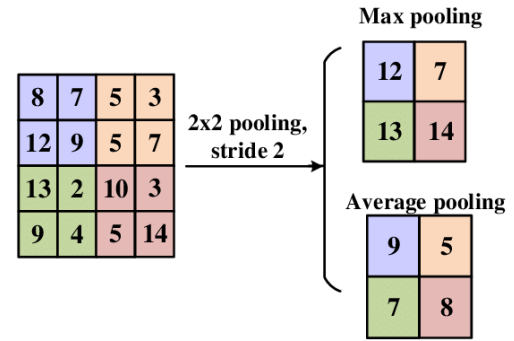 Max pooling
12 7
13 14
8 7 5 3
12 9 5 7
13 2 10 3
9 4 5 14
2x2 pooling,
stride 2
Average pooling
9 5
7 8